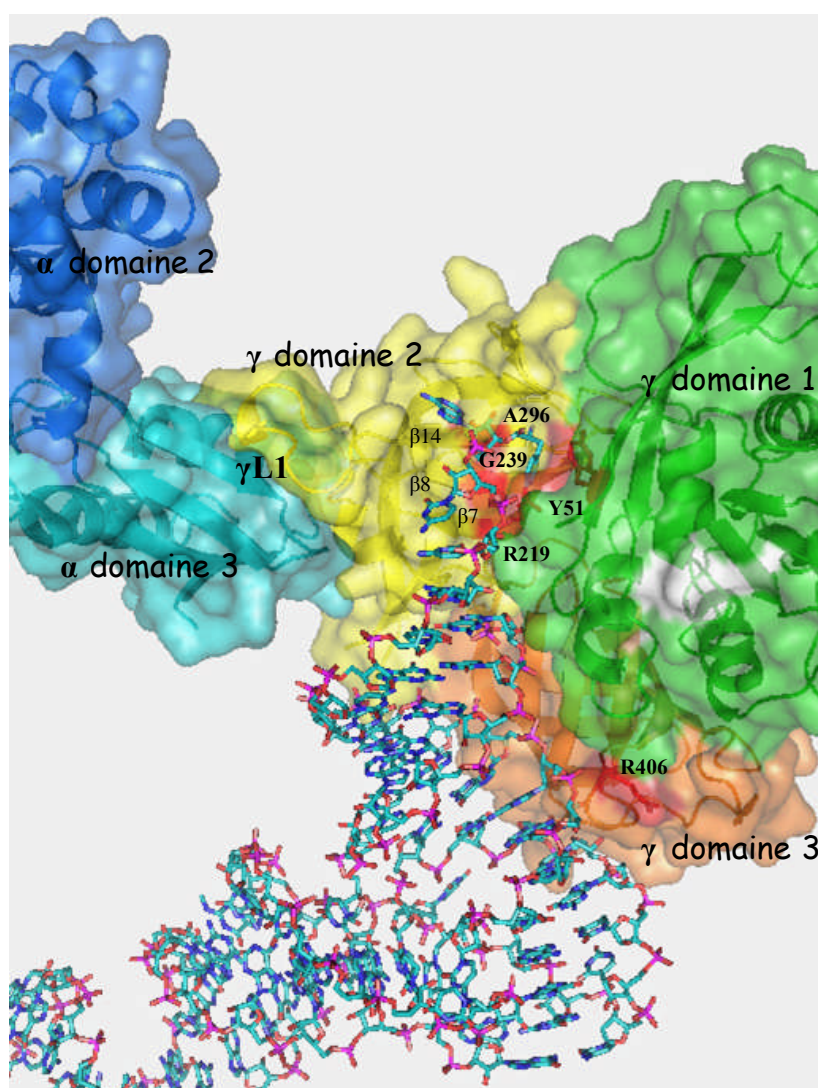 α domaine 2
γ domaine 2
γ domaine 1
A296
β14
G239
γL1
β8
β7
Y51
R219
α domaine 3
R406
γ domaine 3